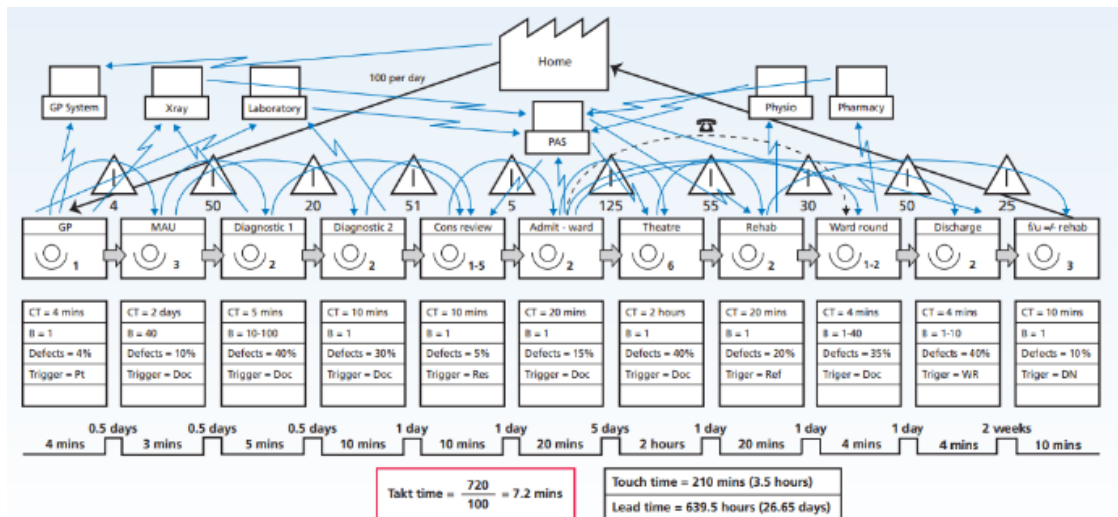 Home
100 per day
GP System
Xray
Laboratory
PAS
Physio
Pharmacy
I I I I I I I I I I
4 50 20 51 5 125 55 30 50 25
GP MAU Diagnostic 1 Diagnostic 2 Cons review Admit - ward Theatre Rehab Ward round Discharge f/u =/- rehab
1 3 2 2 1-5 2 6 2 1-2 2 3
CT = 4 mins CT = 2 days CT = 5 mins CT = 10 mins CT = 10 mins CT = 20 mins CT = 2 hours CT = 20 mins CT = 4 mins CT = 4 mins CT = 10 mins
B = 1 B = 40 B = 10-100 B = 1 B = 1 B = 1 B = 1 B = 1 B = 1-40 B = 1-10 B = 1
Defects = 4% Defects = 10% Defects = 40% Defects = 30% Defects = 5% Defects = 15% Defects = 40% Defects = 20% Defects = 35% Defects = 40% Defects = 10%
Trigger = Pt Trigger = Doc Trigger = Doc Trigger = Doc Trigger = Res Trigger = Doc Trigger = Doc Triger = Ref Triger = Doc Triger = WR Triger = DN
0.5 days 0.5 days 0.5 days 1 day 1 day 5 days 1 day 1 day 1 day 2 weeks
4 mins 3 mins 5 mins 10 mins 10 mins 20 mins 2 hours 20 mins 4 mins 4 mins 10 mins
Takt time = 720 / 100 = 7.2 mins
Touch time = 210 mins (3.5 hours)
Lead time = 639.5 hours (26.65 days)